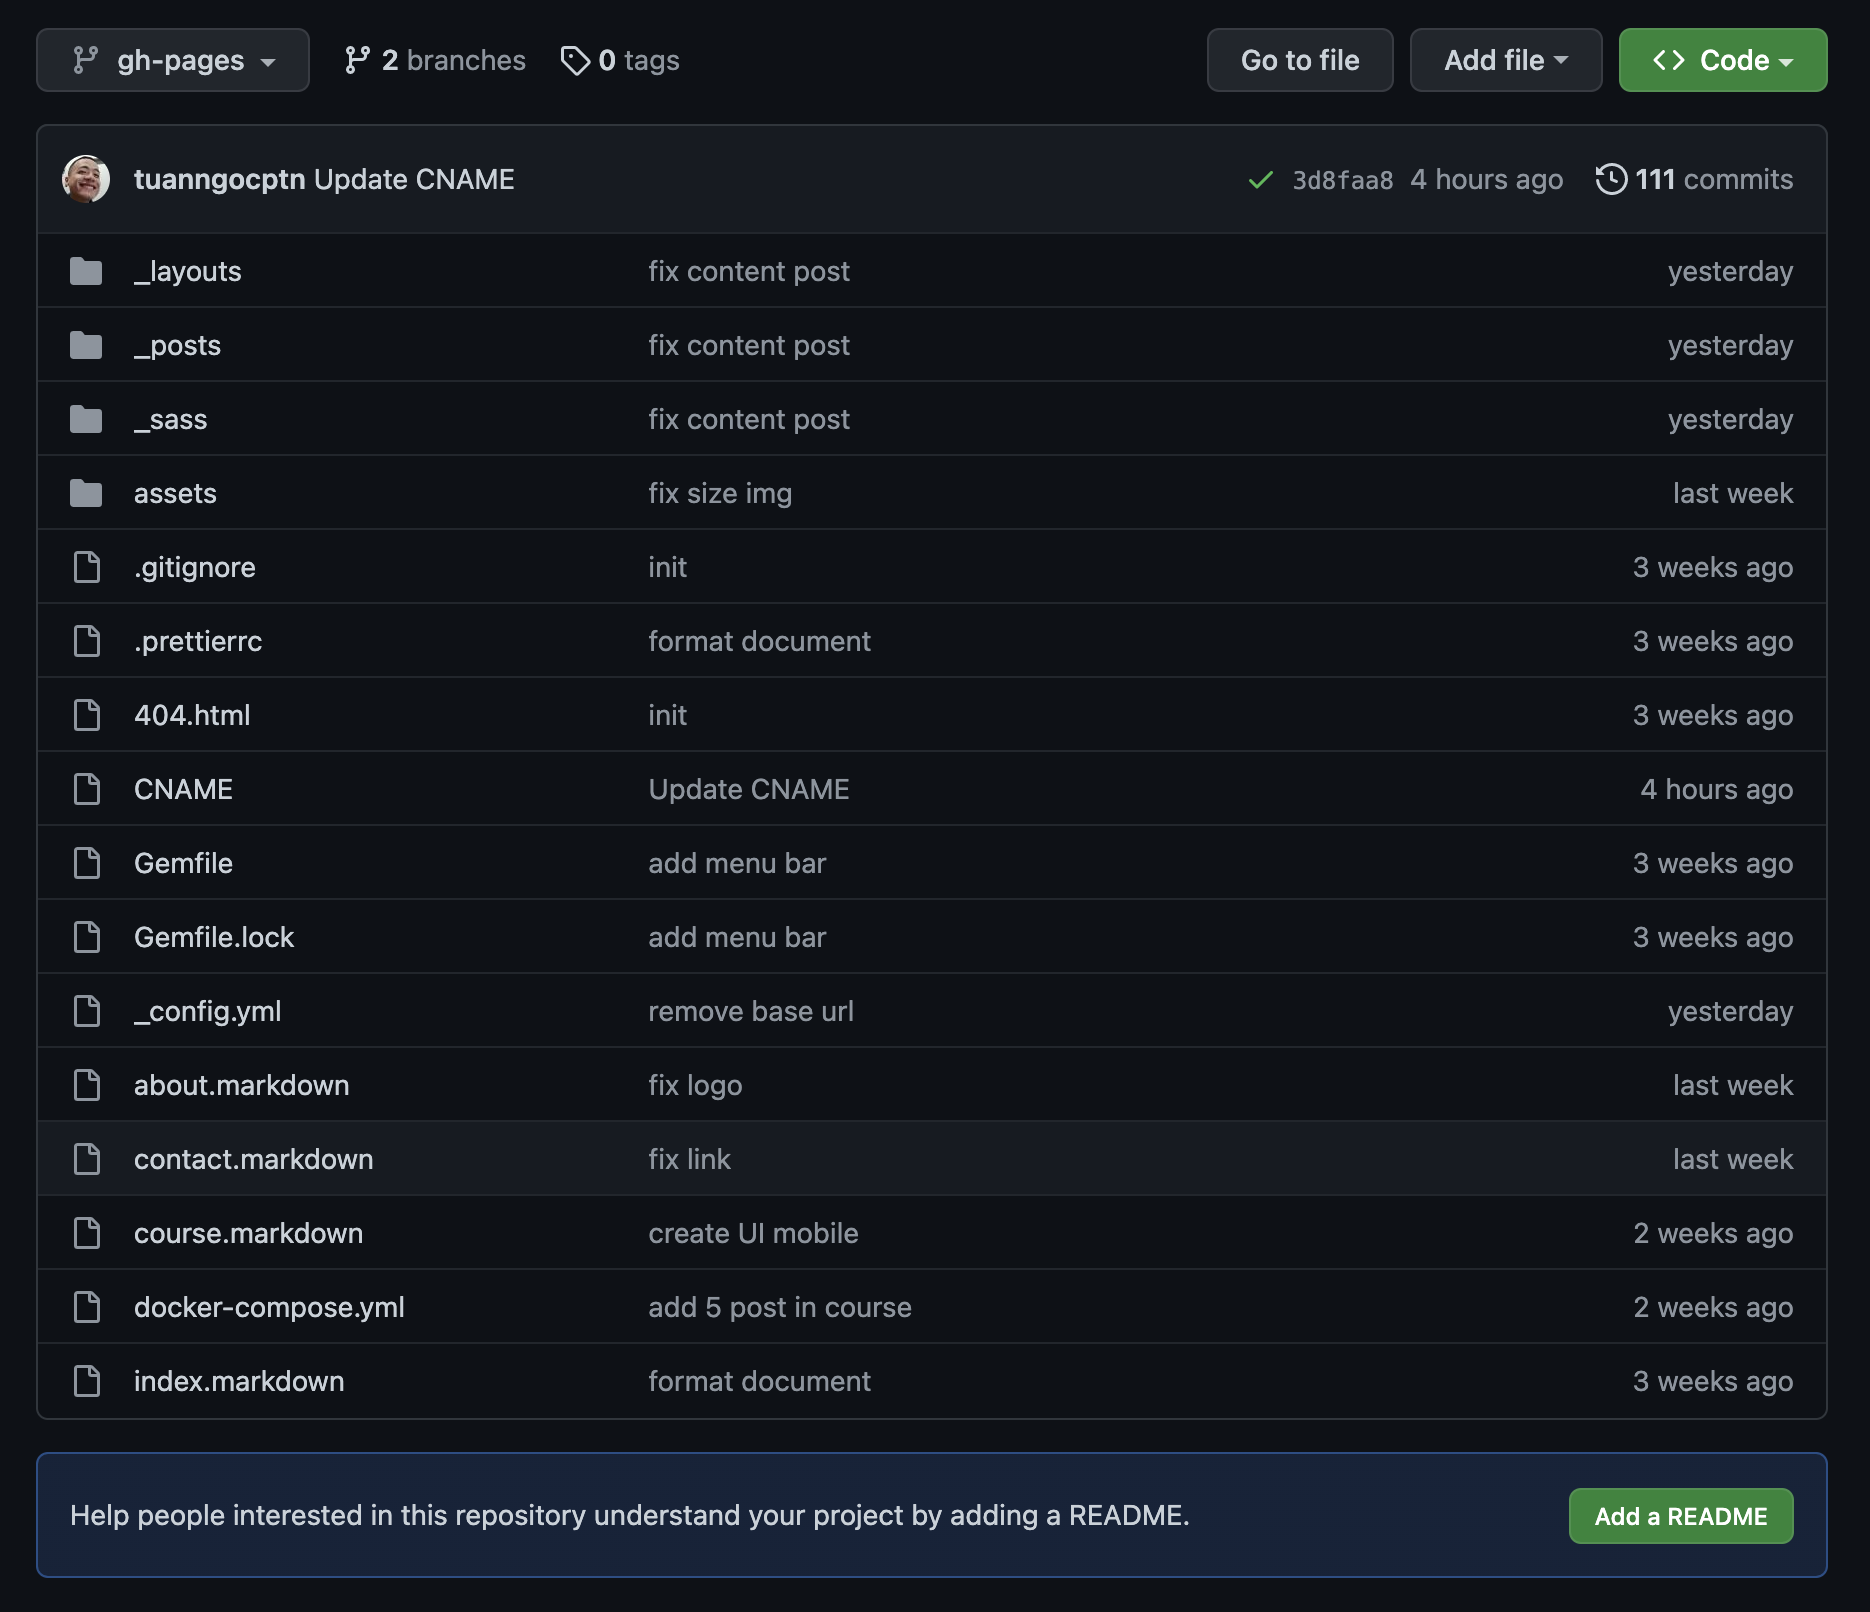 gh-pages 2 branches 0 tags Go to file Add file Code
tuanngocptn Update CNAME 3d8faa8 4 hours ago 111 commits
_layouts fix content post yesterday
_posts fix content post yesterday
_sass fix content post yesterday
assets fix size img last week
.gitignore init 3 weeks ago
.prettierrc format document 3 weeks ago
404.html init 3 weeks ago
CNAME Update CNAME 4 hours ago
Gemfile add menu bar 3 weeks ago
Gemfile.lock add menu bar 3 weeks ago
_config.yml remove base url yesterday
about.markdown fix logo last week
contact.markdown fix link last week
course.markdown create UI mobile 2 weeks ago
docker-compose.yml add 5 post in course 2 weeks ago
index.markdown format document 3 weeks ago
Help people interested in this repository understand your project by adding a README. Add a README